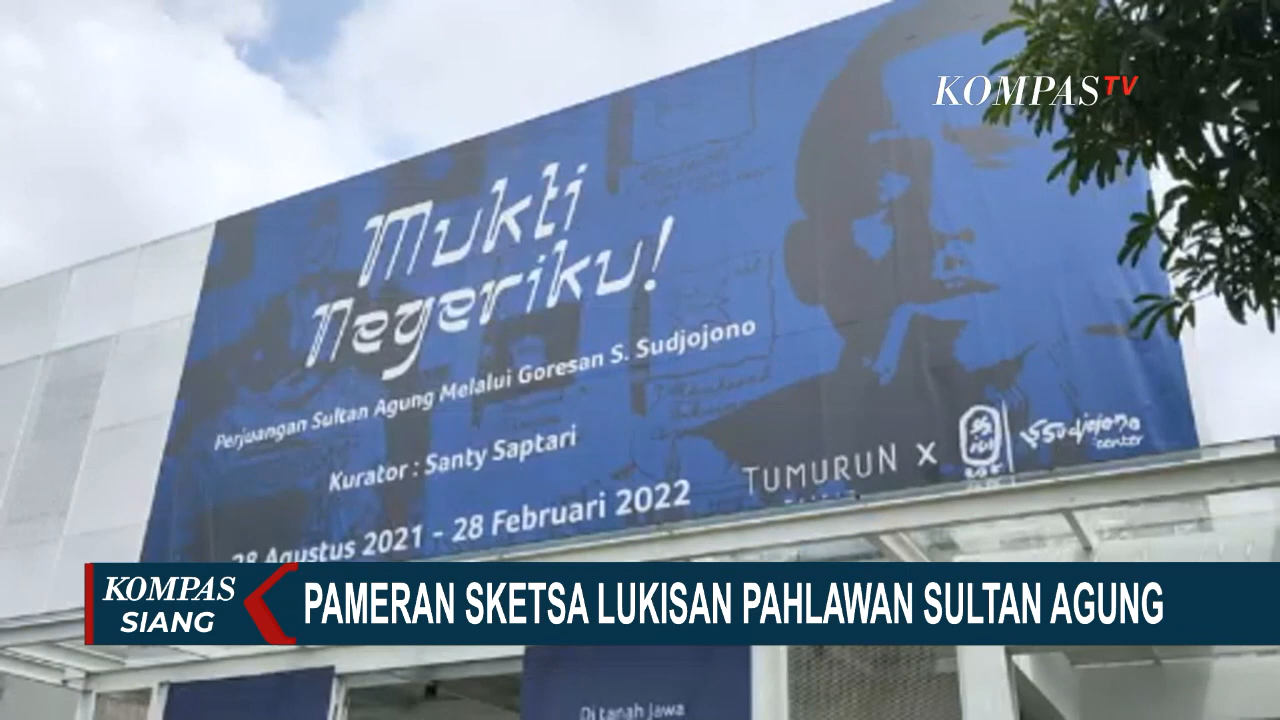 KOMPASTV
Mukti
Negeriku!
Perjuangan Sultan Agung Melalui Goresan S. Sudjojono
Kurator : Santy Saptari
28 Agustus 2021 - 28 Februari 2022
TUMURUN x
S. Sudjojono
center
KOMPAS
SIANG
PAMERAN SKETSA LUKISAN PAHLAWAN SULTAN AGUNG
Di tanah Jawa